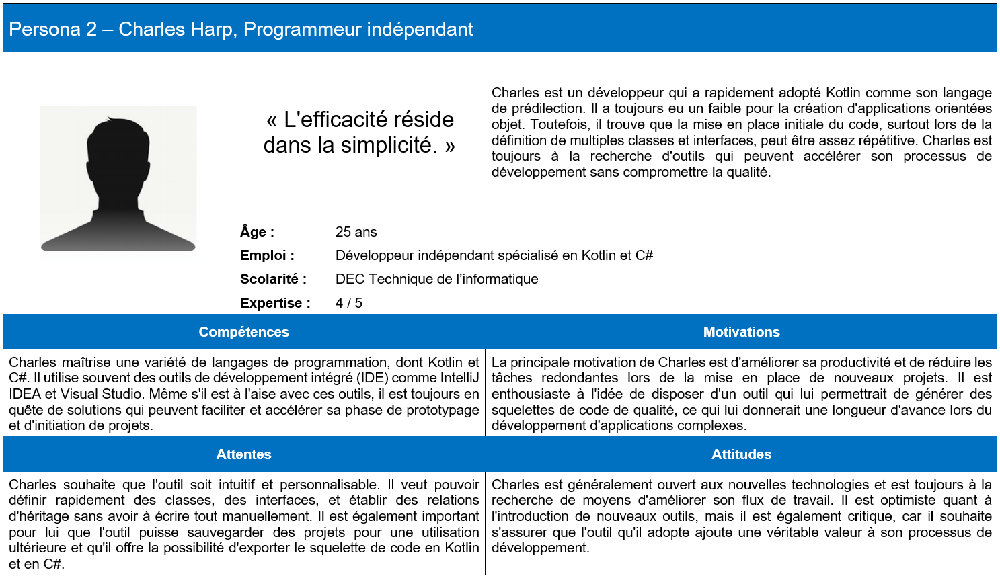 Persona 2 – Charles Harp, Programmeur indépendant
« L'efficacité réside
dans la simplicité. »
Charles est un développeur qui a rapidement adopté Kotlin comme son langage
de prédilection. Il a toujours eu un faible pour la création d'applications orientées
objet. Toutefois, il trouve que la mise en place initiale du code, surtout lors de la
définition de multiples classes et interfaces, peut être assez répétitive. Charles est
toujours à la recherche d'outils qui peuvent accélérer son processus de
développement sans compromettre la qualité.
Âge : 25 ans
Emploi : Développeur indépendant spécialisé en Kotlin et C#
Scolarité : DEC Technique de l’informatique
Expertise : 4 / 5
Compétences
Charles maîtrise une variété de langages de programmation, dont Kotlin et
C#. Il utilise souvent des outils de développement intégré (IDE) comme IntelliJ
IDEA et Visual Studio. Même s'il est à l'aise avec ces outils, il est toujours en
quête de solutions qui peuvent faciliter et accélérer sa phase de prototypage
et d'initiation de projets.
Motivations
La principale motivation de Charles est d'améliorer sa productivité et de réduire les
tâches redondantes lors de la mise en place de nouveaux projets. Il est
enthousiaste à l'idée de disposer d'un outil qui lui permettrait de générer des
squelettes de code de qualité, ce qui lui donnerait une longueur d'avance lors du
développement d'applications complexes.
Attentes
Charles souhaite que l'outil soit intuitif et personnalisable. Il veut pouvoir
définir rapidement des classes, des interfaces, et établir des relations
d'héritage sans avoir à écrire tout manuellement. Il est également important
pour lui que l'outil puisse sauvegarder des projets pour une utilisation
ultérieure et qu'il offre la possibilité d'exporter le squelette de code en Kotlin
et en C#.
Attitudes
Charles est généralement ouvert aux nouvelles technologies et est toujours à la
recherche de moyens d'améliorer son flux de travail. Il est optimiste quant à
l'introduction de nouveaux outils, mais il est également critique, car il souhaite
s'assurer que l'outil qu'il adopte ajoute une véritable valeur à son processus de
développement.